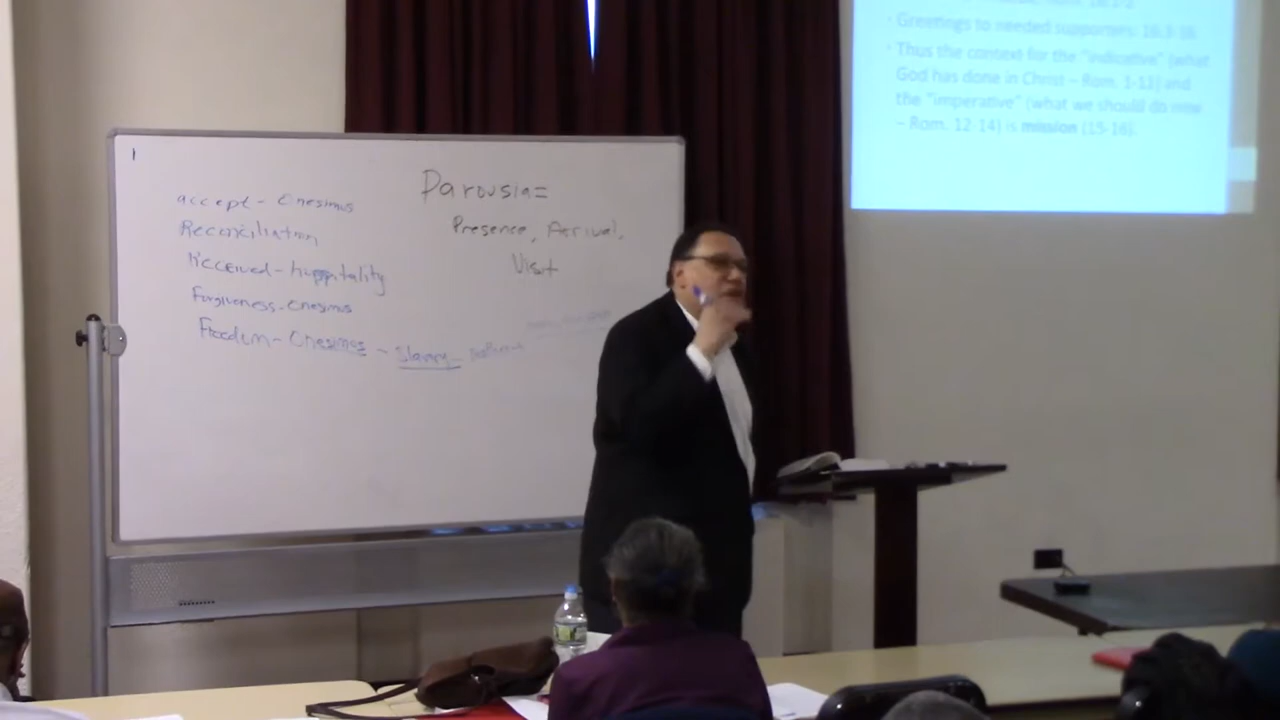 accept - Onesimus
Reconciliation
Received - hospitality
Forgiveness - Onesimus
Freedom - Onesimus - Slavery -
Parousia =
Presence, Arrival,
Visit
Greetings to needed supporters: 16:3-16
Thus the context for the "indicative" (what
God has done in Christ – Rom. 1-11) and
the "imperative" (what we should do now
– Rom. 12-14) is mission (15-16).